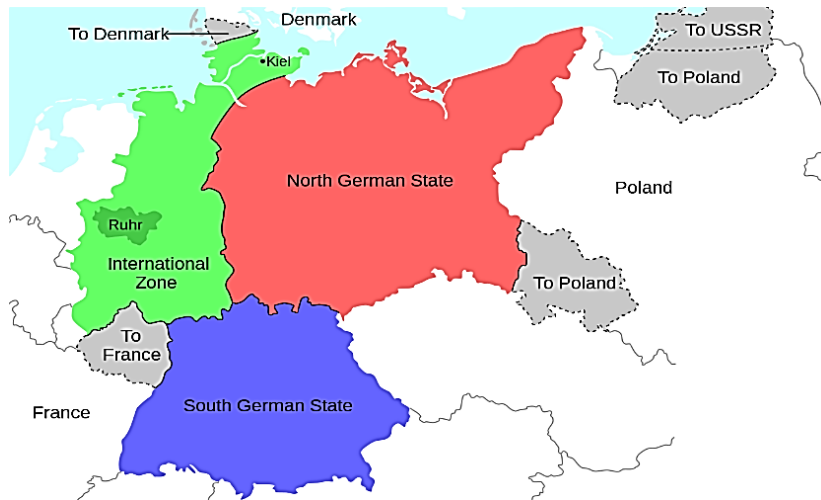 Denmark
To Denmark
To USSR
Kiel
To Poland
North German State
Poland
Ruhr
International
Zone
To Poland
To
France
South German State
France